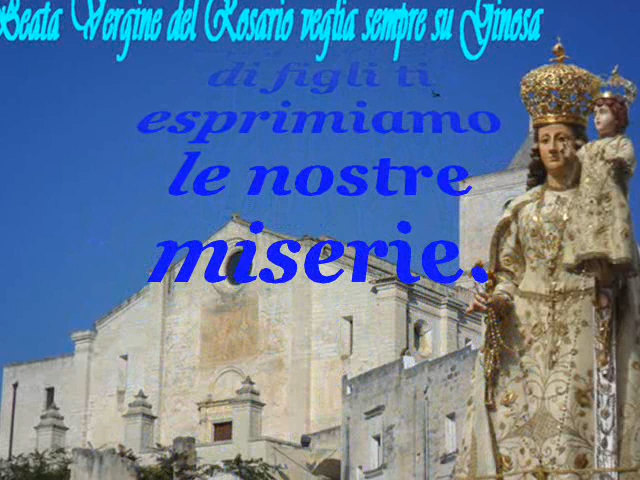 Beata Vergine del Rosario veglia sempre su Ginosa
di figli ti
esprimiamo
le nostre
miserie.